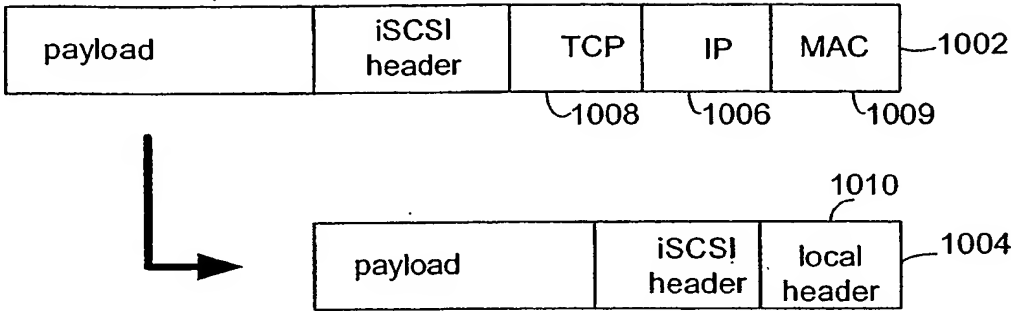 payload
iSCSI
header
TCP
IP
MAC
1002
1008
1006
1009
1010
payload
iSCSI
header
local
header
1004